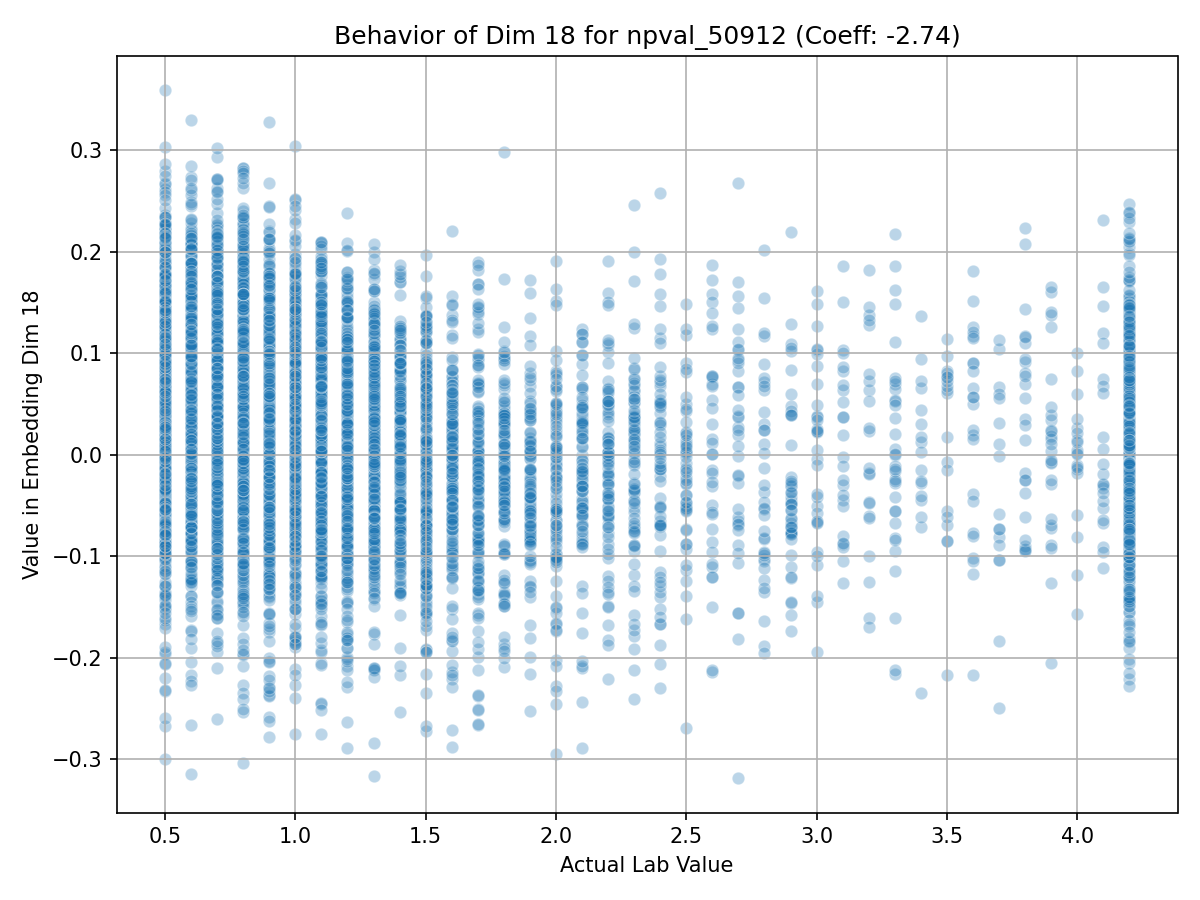 Behavior of Dim 18 for npval_50912 (Coeff: -2.74)
Value in Embedding Dim 18
0.3
0.2
0.1
0.0
−0.1
−0.2
−0.3
0.5 1.0 1.5 2.0 2.5 3.0 3.5 4.0
Actual Lab Value